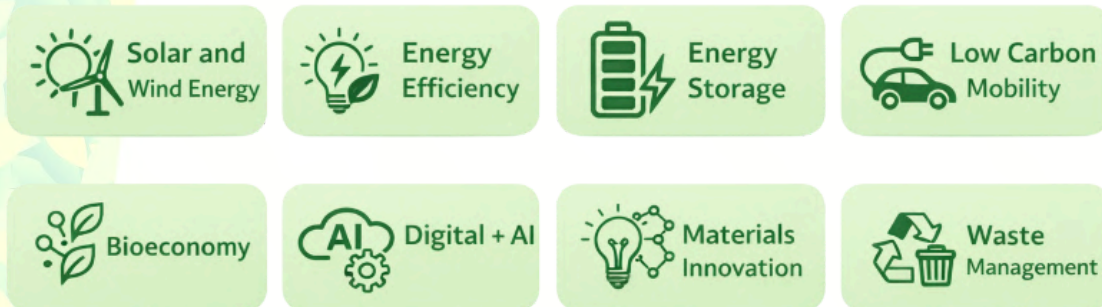 Solar and
Wind Energy
Energy
Efficiency
Energy
Storage
Low Carbon
Mobility
Bioeconomy
AI
Digital + AI
Materials
Innovation
Waste
Management